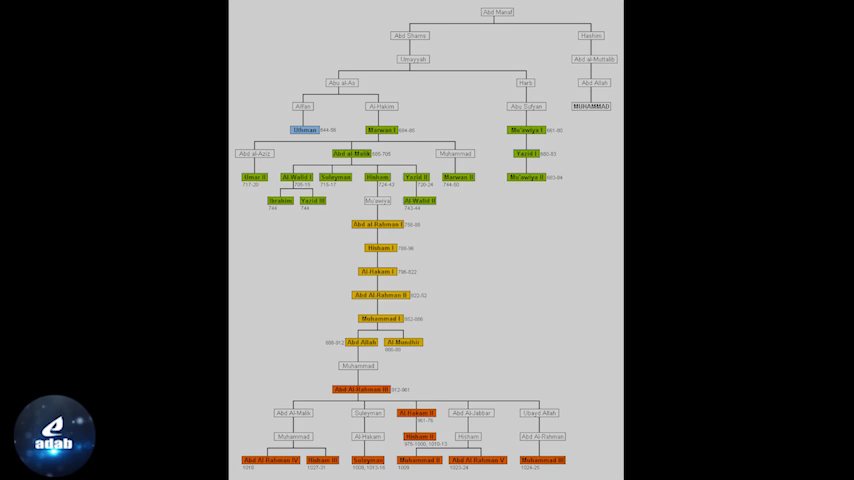 Abd Manaf
Abd Shams
Hashim
Umayyah
Abd al-Mottalib
Abu al-As
Harb
Abd Allah
Affan
Al-Hakim
Abu Sufyan
MUHAMMAD
Uthman 644-56
Marwan I 684-85
Mu'awiya I 661-80
Abd al-Aziz
Abd al-Malik 685-705
Muhammad
Yazid I 680-83
Umar II
Al-Walid I
Suleyman
Hisham
Yazid II
Marwan II
Mu'awiya II 683-84
717-20
705-15
715-17
724-43
720-24
744-50
Ibrahim
Yazid III
Mu'awiya
Al-Walid II
744
744
743-44
Abd al-Rahman I 756-88
Hisham I 788-96
Al-Hakam I 796-822
Abd Al-Rahman II 822-52
Muhammad I 852-886
888-912 Abd Allah
Al-Mundhir
886-88
Muhammad
Abd Al-Rahman III 912-961
Abd Al-Malik
Suleyman
Al-Hakam II
Abd Al-Jabbar
Ubayd Allah
961-76
Muhammad
Al-Hakam
Hisham II
Hisham
Abd Al-Rahman
976-1008, 1010-13
Abd Al-Rahman IV
Hisham III
Suleyman
Muhammad II
Abd Al-Rahman V
Muhammad III
1018
1027-31
1009, 1013-16
1009
1023-24
1024-25
adab